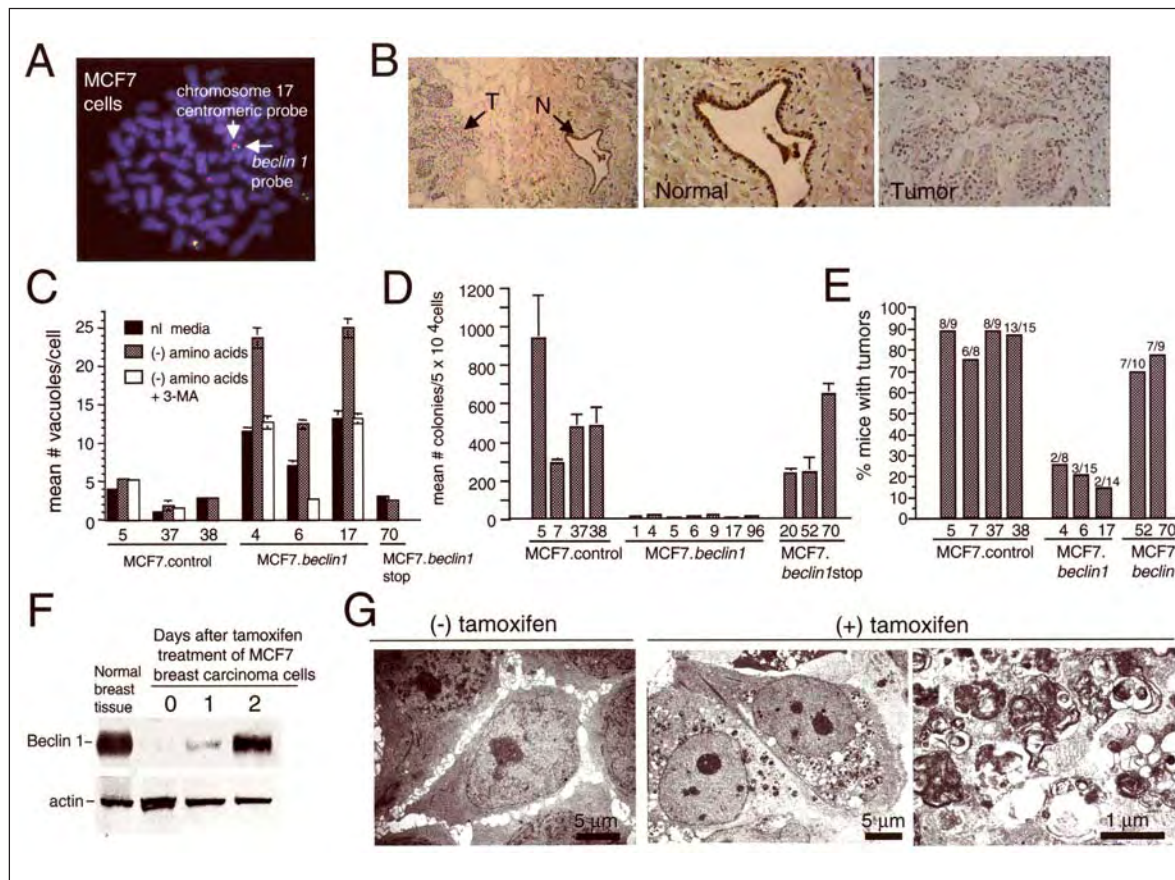 A
MCF7
cells
chromosome 17
centromeric probe
beclin 1
probe
B
T
N
Normal
Tumor
C
mean # vacuoles/cell
25
20
15
10
5
0
nl media
(-) amino acids
(-) amino acids
+ 3-MA
5 37 38 4 6 17 70
MCF7.control MCF7.beclin1 MCF7.beclin1
stop
D
mean # colonies/5 x 10 4cells
1200
1000
800
600
400
200
0
5 7 37 38 1 4 5 6 9 17 96 20 52 70
MCF7.control MCF7.beclin1 MCF7.
beclin1stop
E
% mice with tumors
100
90
80
70
60
50
40
30
20
10
0
8/9 6/8 8/9 13/15 2/8 3/15 2/14 7/10 7/9
5 7 37 38 4 6 17 52 70
MCF7.control MCF7. MCF7
beclin1 beclin
F
Normal
breast
tissue
Days after tamoxifen
treatment of MCF7
breast carcinoma cells
0 1 2
Beclin 1–
actin –
G
(-) tamoxifen (+) tamoxifen
5 µm
5 µm
1 µm